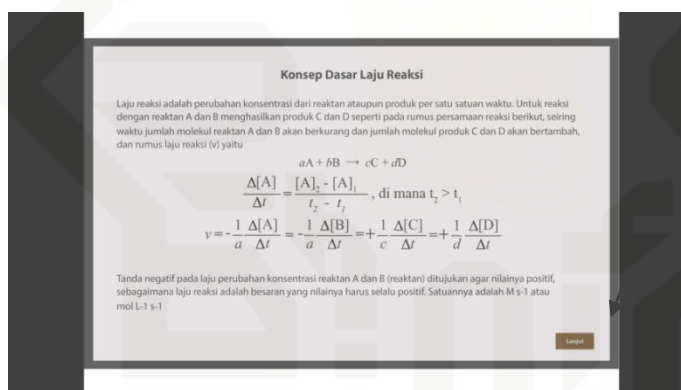 Konsep Dasar Laju Reaksi
Laju reaksi adalah perubahan konsentrasi dari reaktan ataupun produk per satu satuan waktu. Untuk reaksi
dengan reaktan A dan B menghasilkan produk C dan D seperti pada rumus persamaan reaksi berikut, seiring
waktu jumlah molekul reaktan A dan B akan berkurang dan jumlah molekul produk C dan D akan bertambah,
dan rumus laju reaksi (v) yaitu
aA + bB → cC + dD
Δ[A]/Δt = ([A]₂ - [A]₁)/(t₂ - t₁) , di mana t₂ > t₁
v = - 1/a Δ[A]/Δt = - 1/a Δ[B]/Δt = + 1/c Δ[C]/Δt = + 1/d Δ[D]/Δt
Tanda negatif pada laju perubahan konsentrasi reaktan A dan B (reaktan) ditujukan agar nilainya positif,
sebagaimana laju reaksi adalah besaran yang nilainya harus selalu positif. Satuannya adalah M s-1 atau
mol L-1 s-1
Lanjut